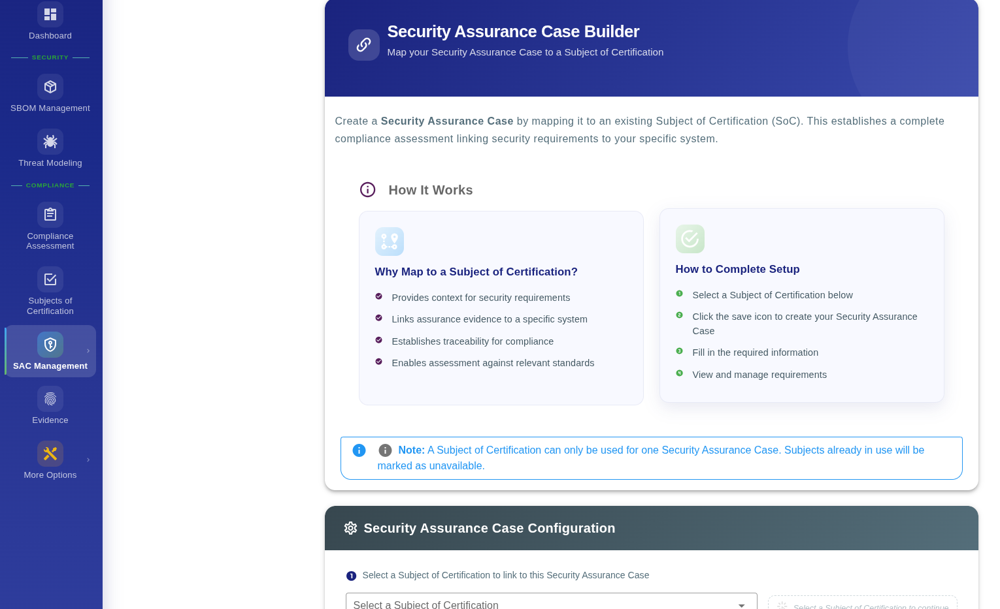 Dashboard
SECURITY
SBOM Management
Threat Modeling
COMPLIANCE
Compliance
Assessment
Subjects of
Certification
SAC Management
Evidence
More Options
Security Assurance Case Builder
Map your Security Assurance Case to a Subject of Certification
Create a Security Assurance Case by mapping it to an existing Subject of Certification (SoC). This establishes a complete
compliance assessment linking security requirements to your specific system.
How It Works
Why Map to a Subject of Certification?
Provides context for security requirements
Links assurance evidence to a specific system
Establishes traceability for compliance
Enables assessment against relevant standards
How to Complete Setup
1 Select a Subject of Certification below
2 Click the save icon to create your Security Assurance
Case
3 Fill in the required information
4 View and manage requirements
Note: A Subject of Certification can only be used for one Security Assurance Case. Subjects already in use will be
marked as unavailable.
Security Assurance Case Configuration
1 Select a Subject of Certification to link to this Security Assurance Case
Select a Subject of Certification
Select a Subject of Certification to continue